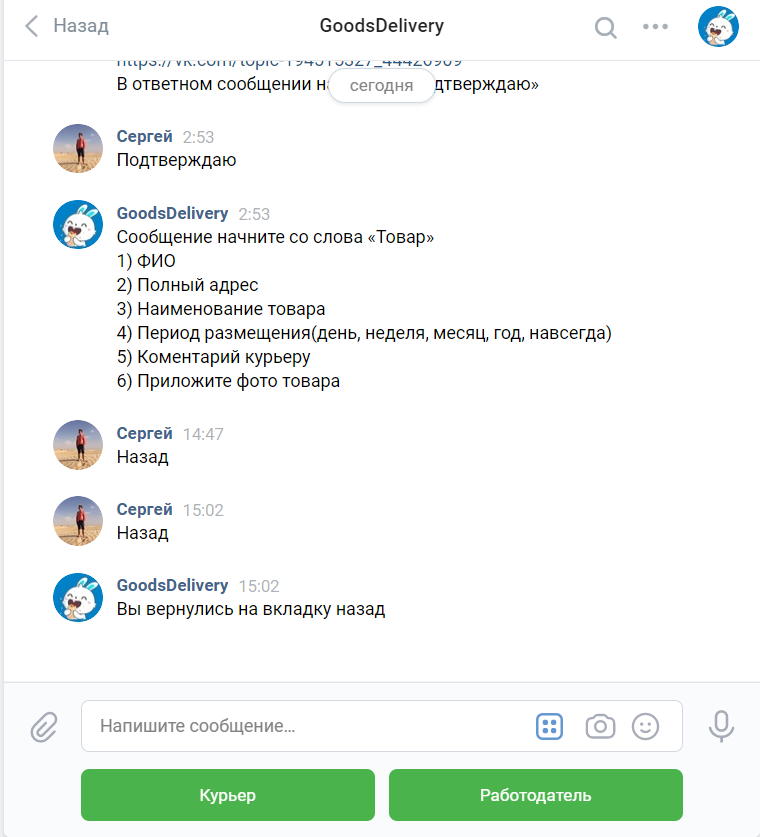 Назад
GoodsDelivery
В ответном сообщении
сегодня
Сергей 2:53
Подтверждаю
GoodsDelivery 2:53
Сообщение начните со слова «Товар»
1) ФИО
2) Полный адрес
3) Наименование товара
4) Период размещения(день, неделя, месяц, год, навсегда)
5) Коментарий курьеру
6) Приложите фото товара
Сергей 14:47
Назад
Сергей 15:02
Назад
GoodsDelivery 15:02
Вы вернулись на вкладку назад
Напишите сообщение...
Курьер
Работодатель